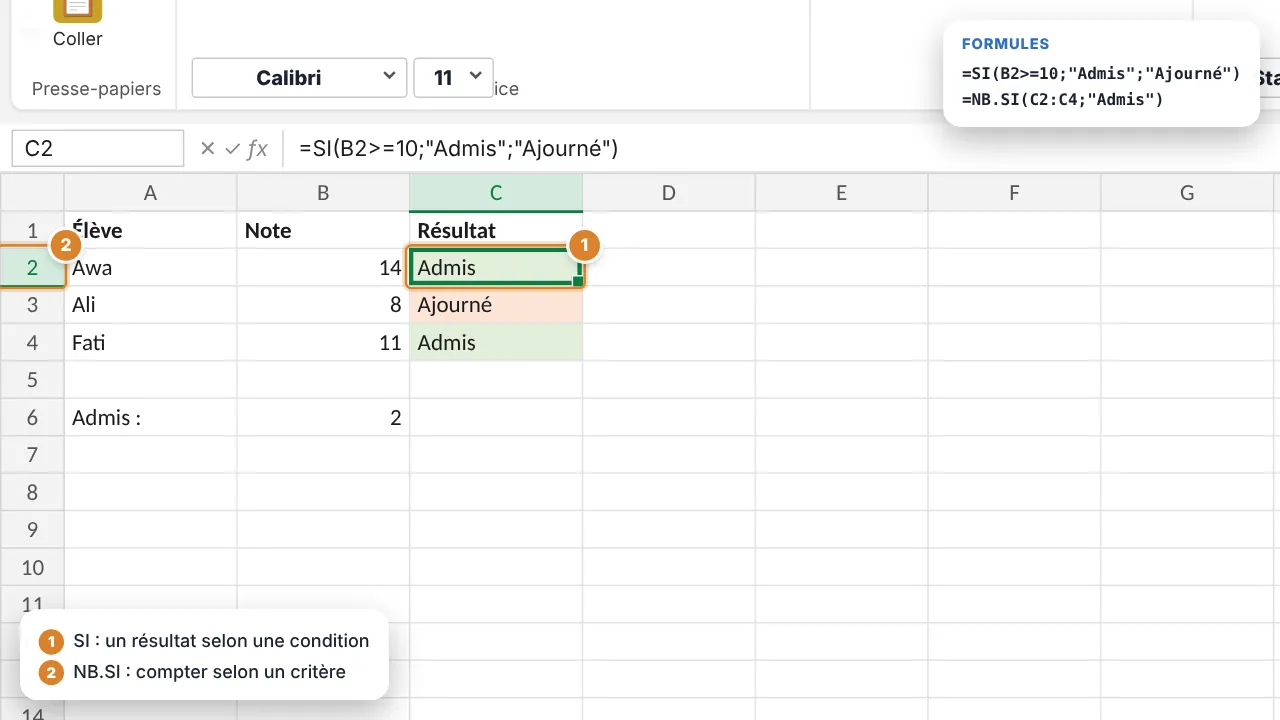 Coller
Presse-papiers
Calibri
11
ice
FORMULES
=SI(B2>=10;"Admis";"Ajourné")
=NB.SI(C2:C4;"Admis")
Sta
C2
fx
=SI(B2>=10;"Admis";"Ajourné")
A B C D E F G
1 Élève Note Résultat
2 2 Awa 14 Admis 1
3 Ali 8 Ajourné
4 Fati 11 Admis
5
6 Admis : 2
7
8
9
10
11
1 SI : un résultat selon une condition
2 NB.SI : compter selon un critère
14